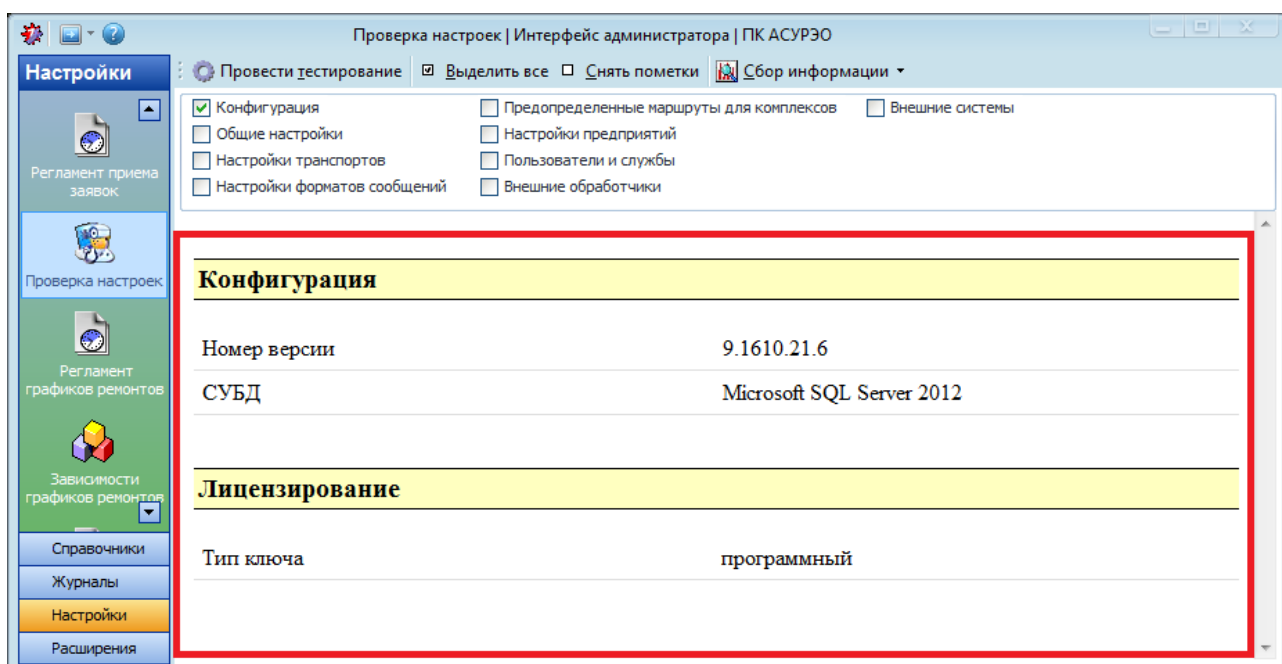 Проверка настроек | Интерфейс администратора | ПК АСУРЭО
Настройки
Провести тестирование Выделить все Снять пометки Сбор информации
Конфигурация
Общие настройки
Настройки транспортов
Настройки форматов сообщений
Предопределенные маршруты для комплексов
Настройки предприятий
Пользователи и службы
Внешние обработчики
Внешние системы
Регламент приема
заявок
Проверка настроек
Регламент
графиков ремонтов
Зависимости
графиков ремонтов
Справочники
Журналы
Настройки
Расширения
Конфигурация
Номер версии 9.1610.21.6
СУБД Microsoft SQL Server 2012
Лицензирование
Тип ключа программный